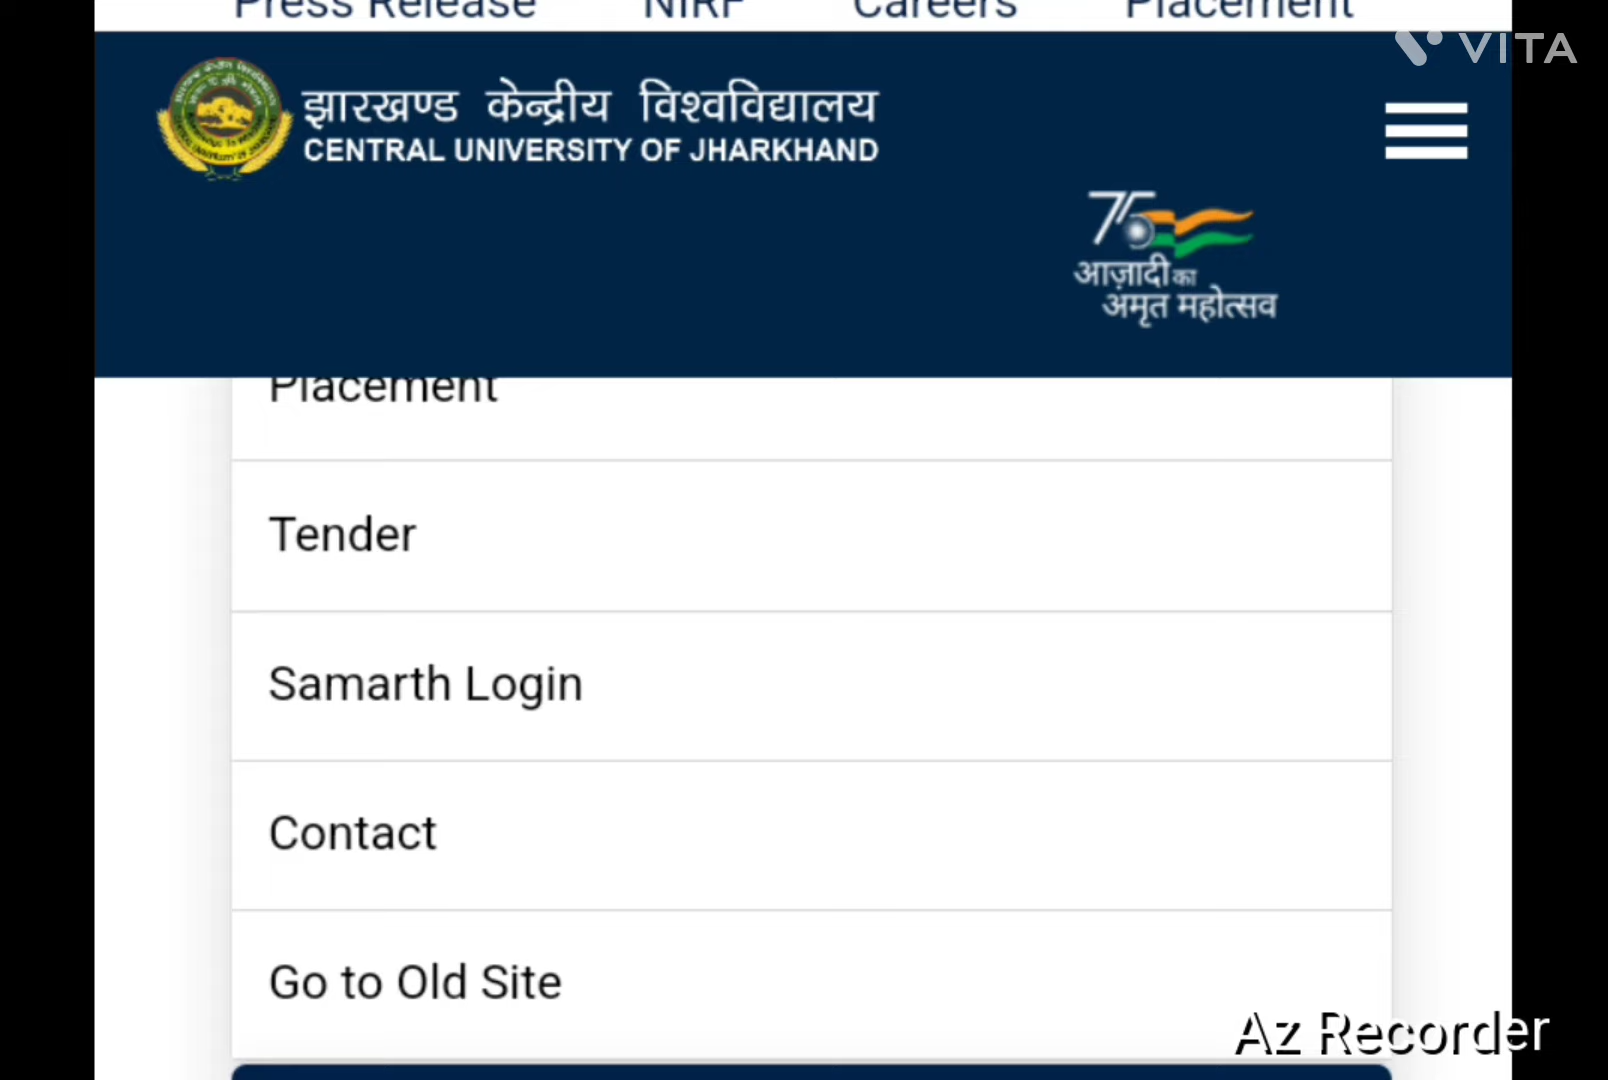 Press Release NIRF Careers Placement
VITA
झारखण्ड केन्द्रीय विश्वविद्यालय
CENTRAL UNIVERSITY OF JHARKHAND
75
आज़ादी का
अमृत महोत्सव
Placement
Tender
Samarth Login
Contact
Go to Old Site
Az Recorder